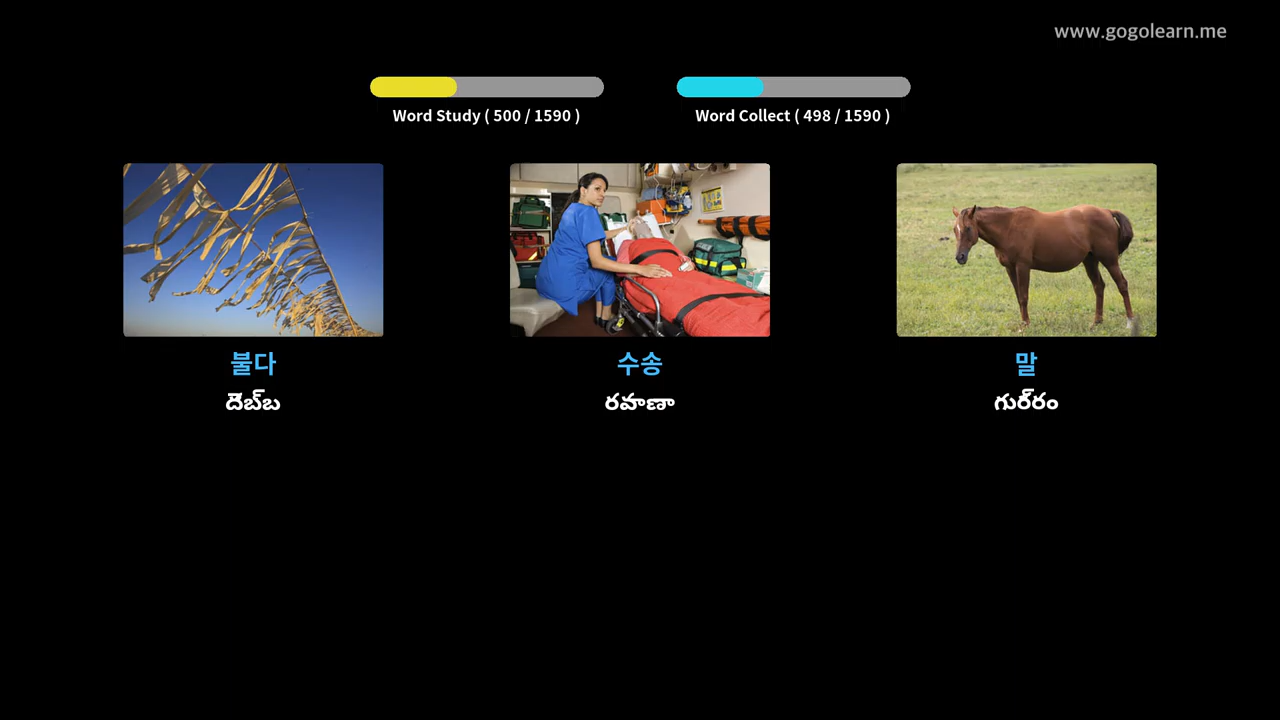 www.gogolearn.me
Word Study ( 500 / 1590 )
Word Collect ( 498 / 1590 )
불다
수송
말
దెబ్‌బ
రవాణా
గుర్‌రం